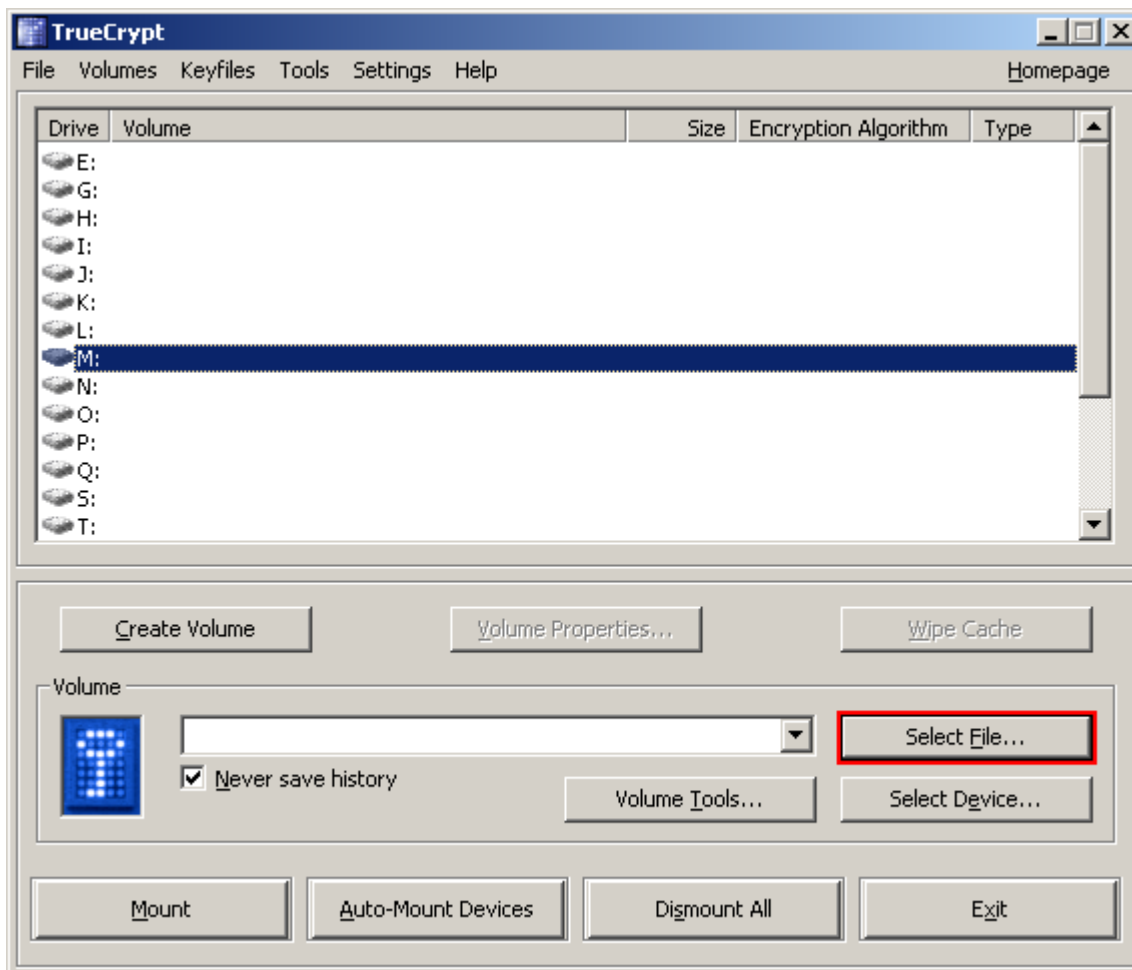 TrueCrypt
File Volumes Keyfiles Tools Settings Help Homepage
Drive Volume Size Encryption Algorithm Type
E:
G:
H:
I:
J:
K:
L:
M:
N:
O:
P:
Q:
S:
T:
Create Volume Volume Properties... Wipe Cache
Volume
Select File...
Never save history
Volume Tools... Select Device...
Mount Auto-Mount Devices Dismount All Exit